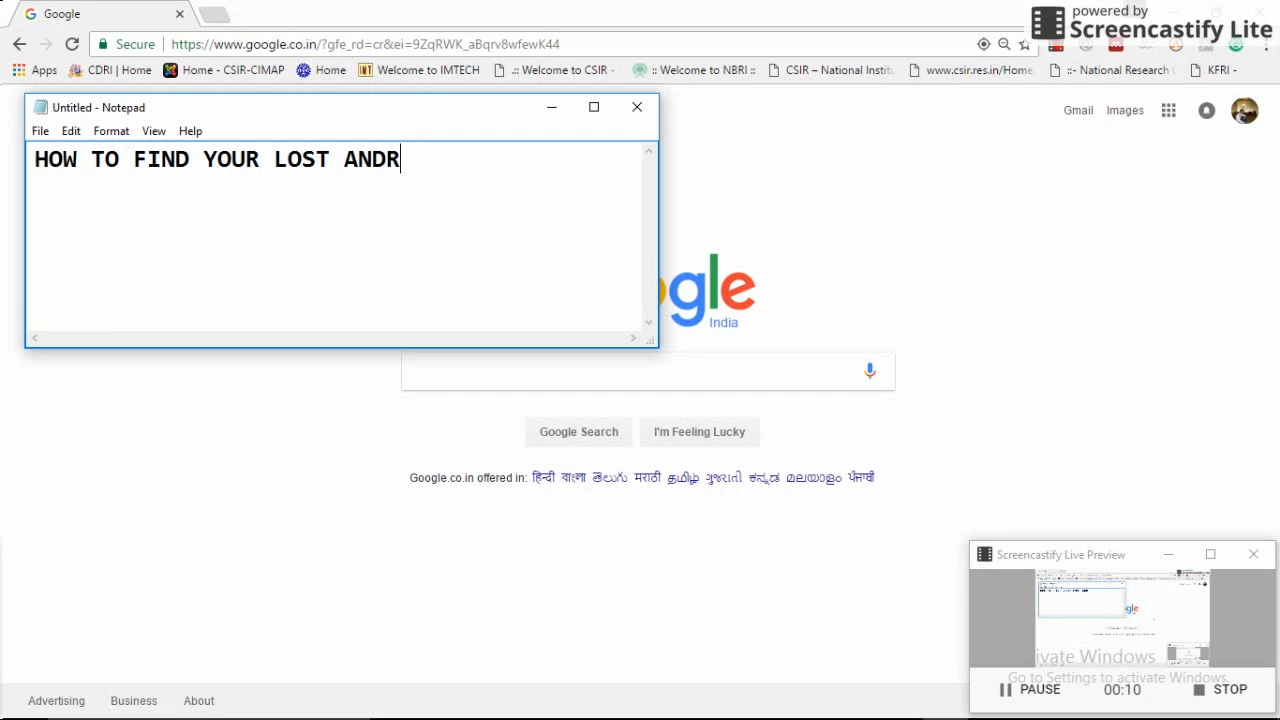 Google
powered by
Screencastify Lite
Secure
https://www.google.co.in/?gfe_rd=cr&ei=9ZqRWK_aBqrv8wfewK44
Apps CDRI | Home Home - CSIR-CIMAP Home Welcome to IMTECH .:: Welcome to CSIR - :: Welcome to NBRI :: CSIR – National Instit www.csir.res.in/Home. ::- National Research KFRI -
Untitled - Notepad
Gmail Images
File Edit Format View Help
HOW TO FIND YOUR LOST ANDR
gle
India
Google Search I'm Feeling Lucky
Google.co.in offered in: हिन्दी বাংলা తెలుగు मराठी தமிழ் ગુજરાતી ಕನ್ನಡ മലയാളം ਪੰਜਾਬੀ
Screencastify Live Preview
ivate Windows
Go to Settings to activate Windows.
PAUSE 00:10 STOP
Advertising Business About